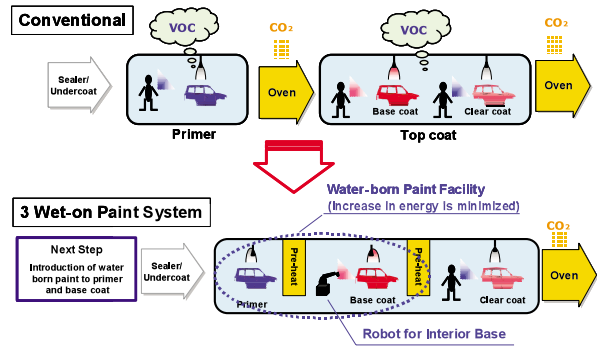 Conventional
VOC
CO₂
VOC
CO₂
Sealer/
Undercoat
Oven
Base coat
Clear coat
Oven
Primer
Top coat
Water-born Paint Facility
(Increase in energy is minimized)
3 Wet-on Paint System
CO₂
Next Step
Introduction of water
born paint to primer
and base coat
Sealer/
Undercoat
Pre-heat
Pre-heat
Oven
Primer
Base coat
Clear coat
Robot for Interior Base